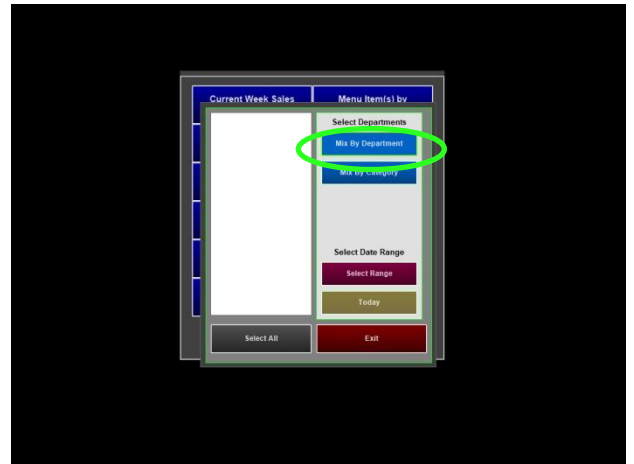 Current Week Sales
Menu Item(s) by
Select Departments
Mix By Department
Mix By Category
Select Date Range
Select Range
Today
Select All
Exit